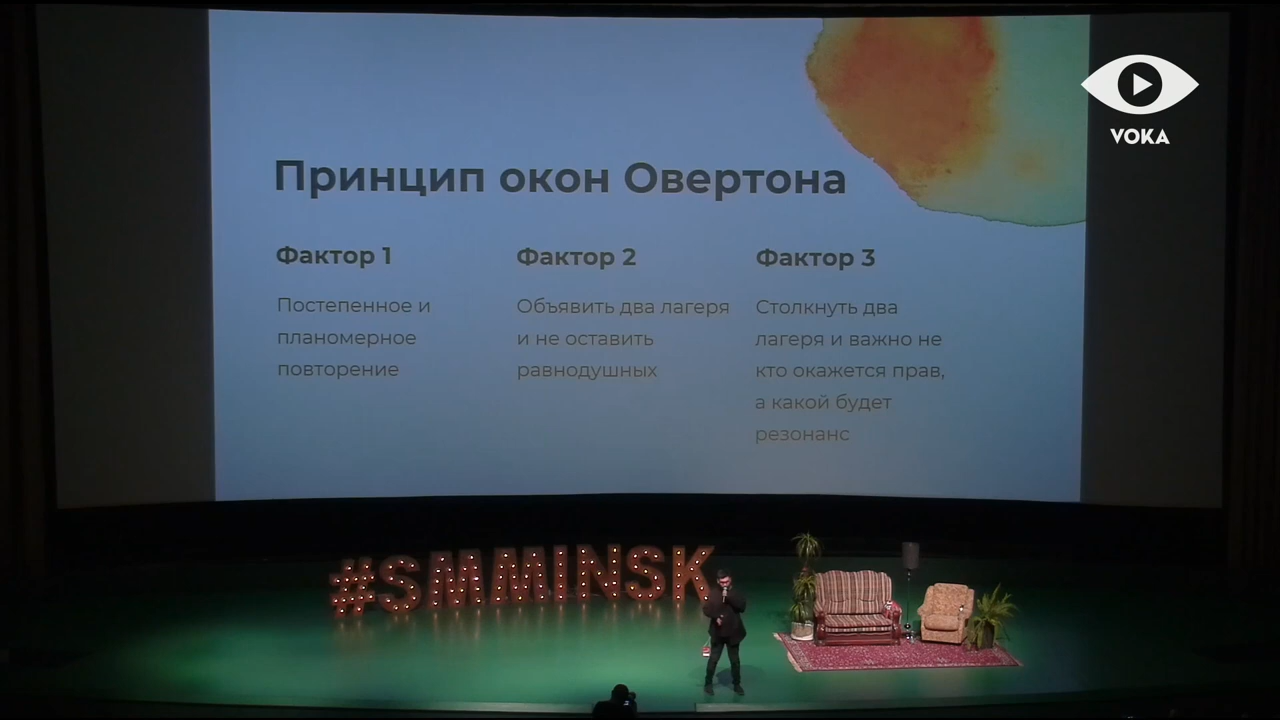 VOKA
Принцип окон Овертона
Фактор 1
Постепенное и
планомерное
повторение
Фактор 2
Объявить два лагеря
и не оставить
равнодушных
Фактор 3
Столкнуть два
лагеря и важно не
кто окажется прав,
а какой будет
резонанс
#SMMINSK